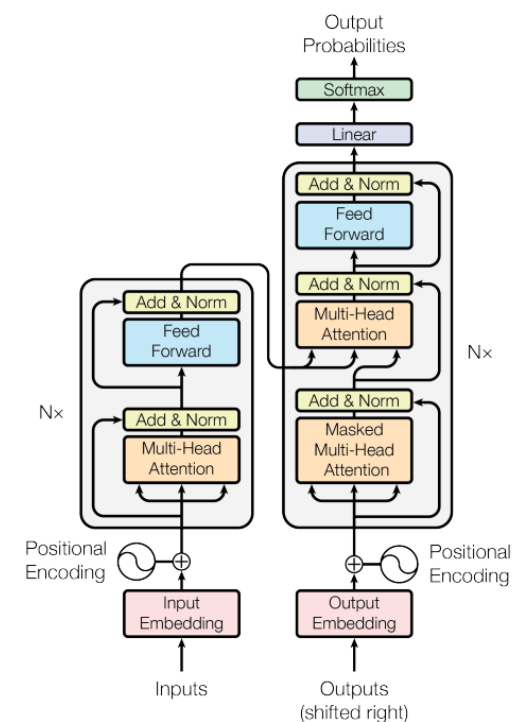 Output
Probabilities
Softmax
Linear
Add & Norm
Feed
Forward
Add & Norm
Multi-Head
Attention
Nx
Add & Norm
Masked
Multi-Head
Attention
Add & Norm
Feed
Forward
Nx
Add & Norm
Multi-Head
Attention
Positional
Encoding
Positional
Encoding
Input
Embedding
Output
Embedding
Inputs
Outputs
(shifted right)